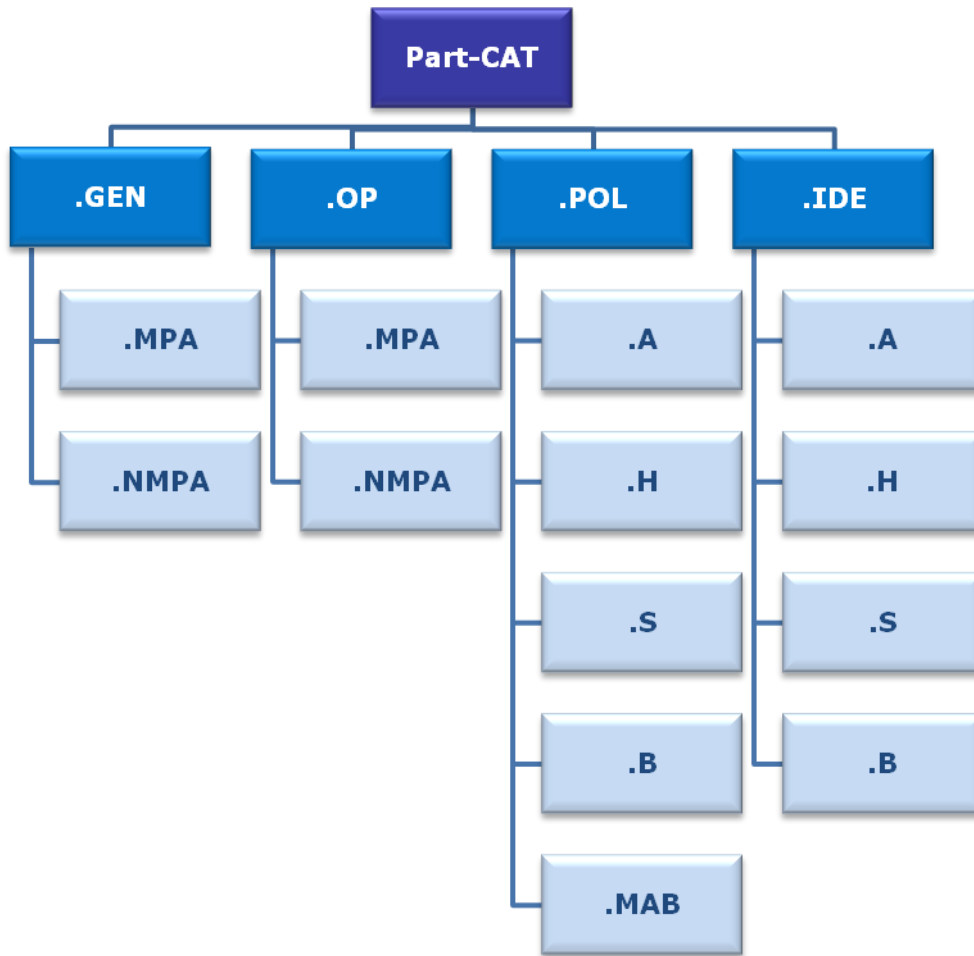 Part-CAT
.GEN
.OP
.POL
.IDE
.MPA
.MPA
.A
.A
.NMPA
.NMPA
.H
.H
.S
.S
.B
.B
.MAB